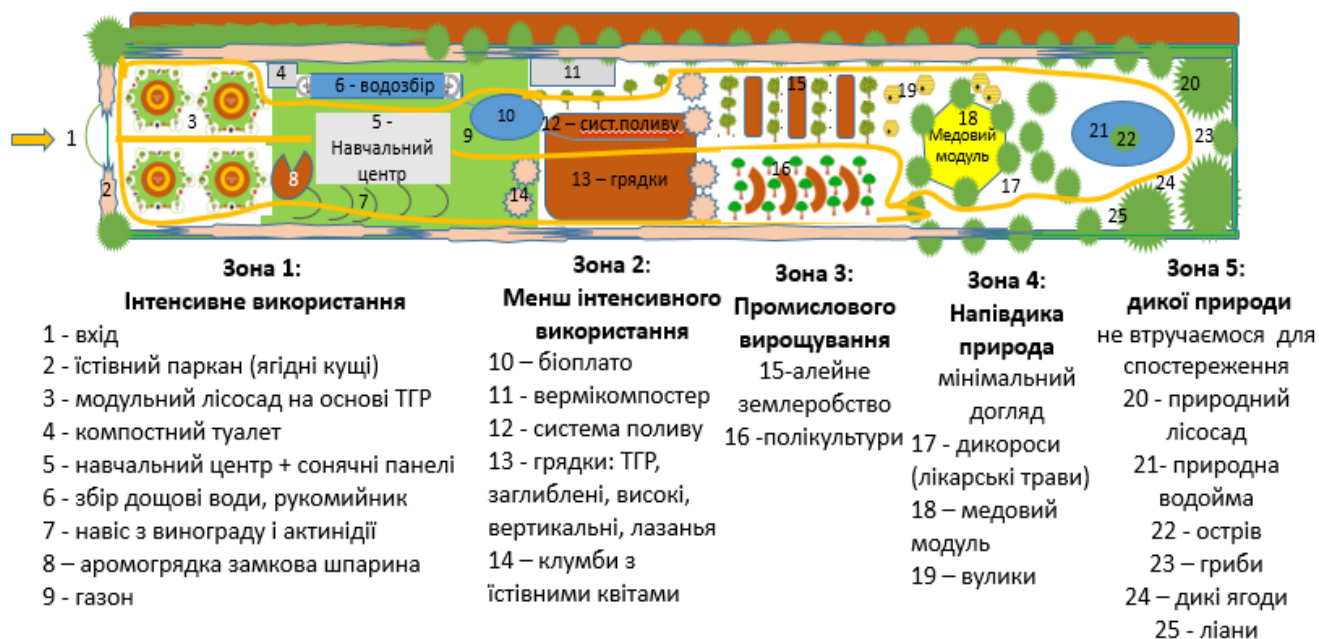 1
2
3
4
6 - водозбір
5 -
Навчальний
центр
7
8
9
10
11
12 – сист.поливу
13 – грядки
14
15
16
17
18
Медовий
модуль
19
20
21
22
23
24
25
Зона 1:
Інтенсивне використання
1 - вхід
2 - їстівний паркан (ягідні кущі)
3 - модульний лісосад на основі ТГР
4 - компостний туалет
5 - навчальний центр + сонячні панелі
6 - збір дощові води, рукомийник
7 - навіс з винограду і актинідії
8 – аромогрядка замкова шпарина
9 - газон
Зона 2:
Менш інтенсивного
використання
10 – біоплато
11 - вермікомпостер
12 - система поливу
13 - грядки: ТГР,
заглиблені, високі,
вертикальні, лазанья
14 – клумби з
їстівними квітами
Зона 3:
Промислового
вирощування
15-алейне
землеробство
16 -полікультури
Зона 4:
Напівдика
природа
мінімальний
догляд
17 - дикороси
(лікарські трави)
18 – медовий
модуль
19 – вулики
Зона 5:
дикої природи
не втручаємося для
спостереження
20 - природний
лісосад
21- природна
водойма
22 - острів
23 – гриби
24 – дикі ягоди
25 - ліани